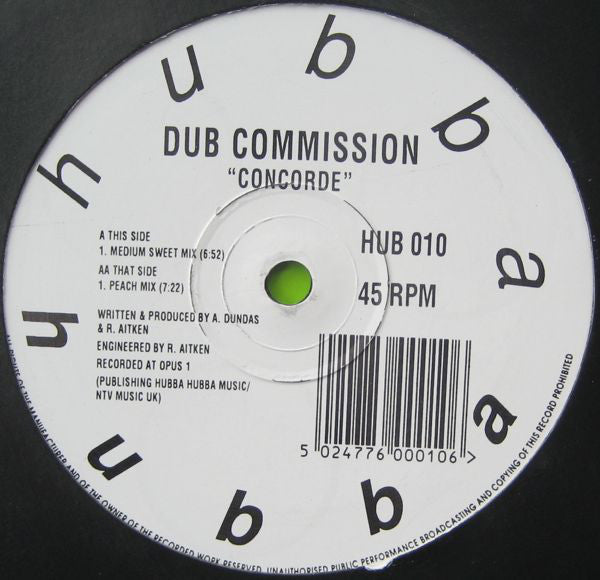 hubba
hubba
DUB COMMISSION
"CONCORDE"
A THIS SIDE
1. MEDIUM SWEET MIX (6:52)
AA THAT SIDE
1. PEACH MIX (7:22)
WRITTEN & PRODUCED BY A. DUNDAS
& R. AITKEN
ENGINEERED BY R. AITKEN
RECORDED AT OPUS 1
(PUBLISHING HUBBA HUBBA MUSIC/
NTV MUSIC UK)
HUB 010
45 RPM
5 024776 000106 >
OF THE MANUFACTURER AND OF THE OWNER OF THE RECORDED WORK RESERVED. UNAUTHORISED PUBLIC PERFORMANCE BROADCASTING AND COPYING OF THIS RECORD PROHIBITED